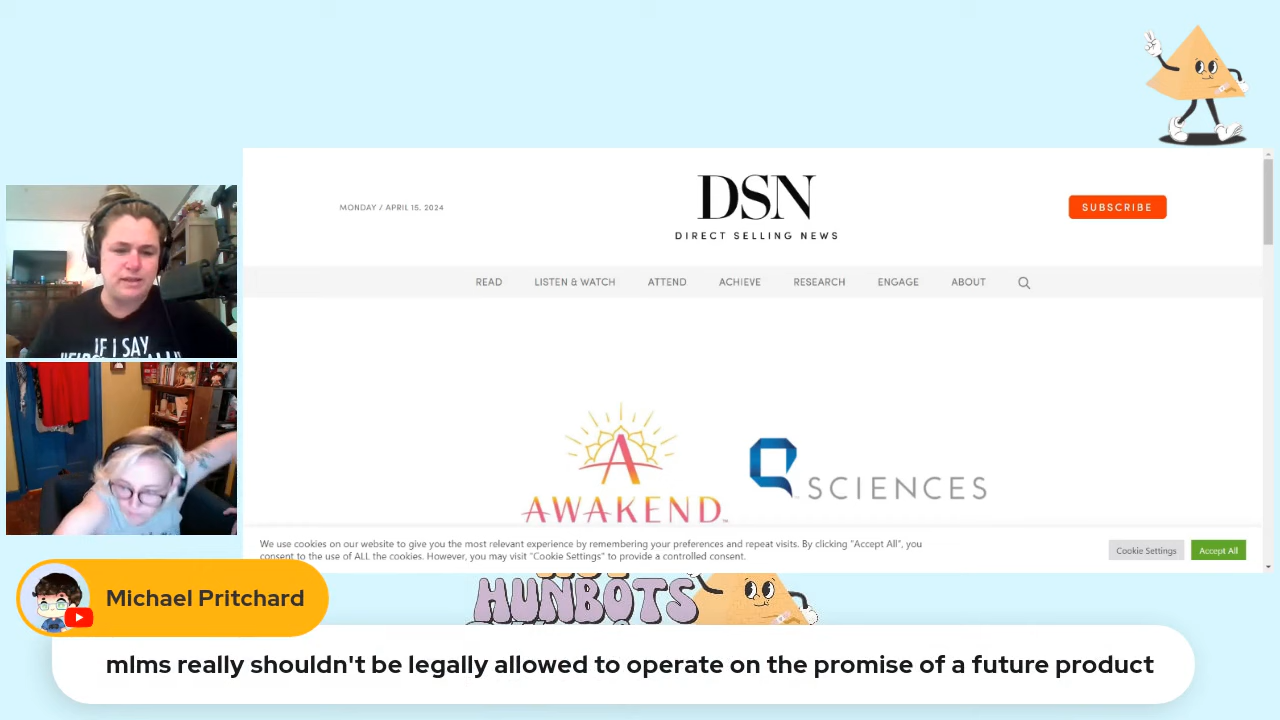 MONDAY / APRIL 15, 2024
DSN
DIRECT SELLING NEWS
SUBSCRIBE
READ LISTEN & WATCH ATTEND ACHIEVE RESEARCH ENGAGE ABOUT
IF I SAY
AWAKEND
Q SCIENCES
We use cookies on our website to give you the most relevant experience by remembering your preferences and repeat visits. By clicking "Accept All", you
consent to the use of ALL the cookies. However, you may visit "Cookie Settings" to provide a controlled consent.
Cookie Settings Accept All
HUNBOTS
Michael Pritchard
mlms really shouldn't be legally allowed to operate on the promise of a future product